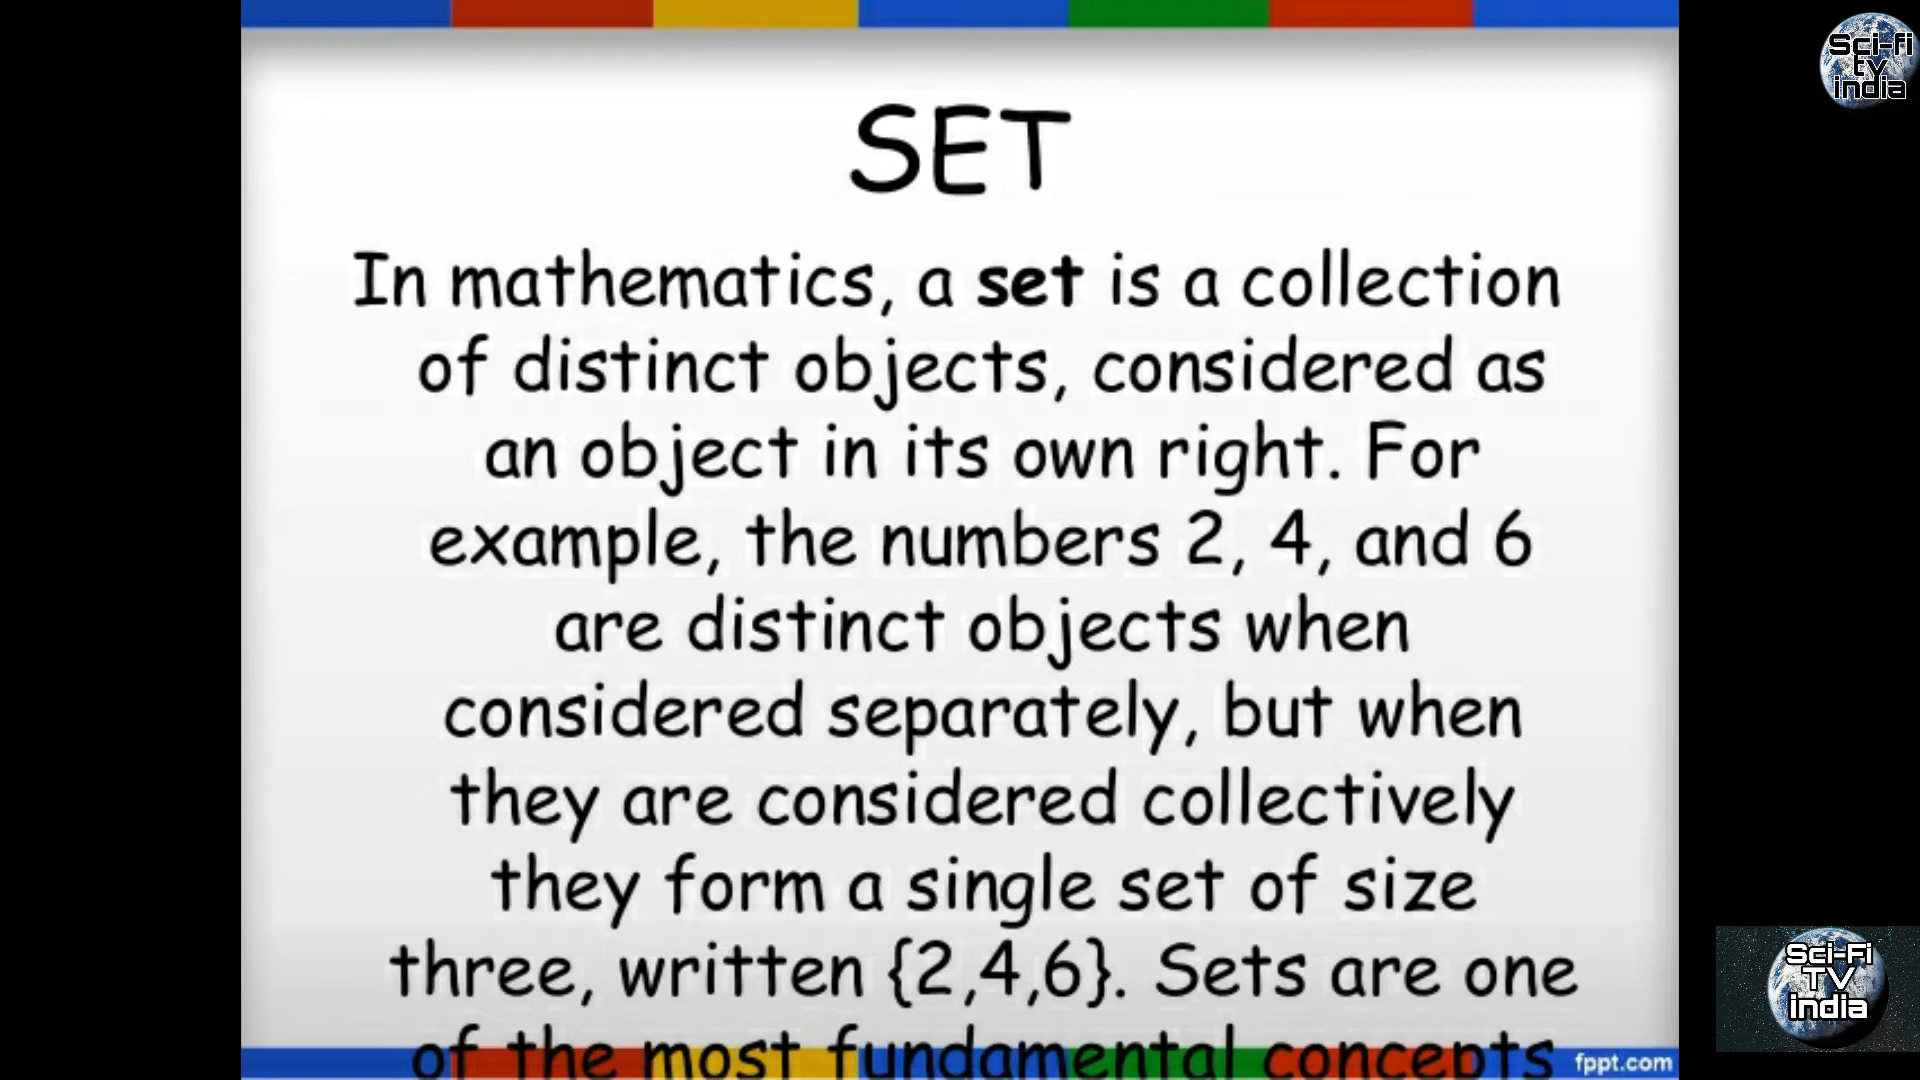 SET
In mathematics, a set is a collection
of distinct objects, considered as
an object in its own right. For
example, the numbers 2, 4, and 6
are distinct objects when
considered separately, but when
they are considered collectively
they form a single set of size
three, written {2,4,6}. Sets are one
of the most fundamental concepts
fppt.com
Sci-fi
tv
india
Sci-Fi
TV
india